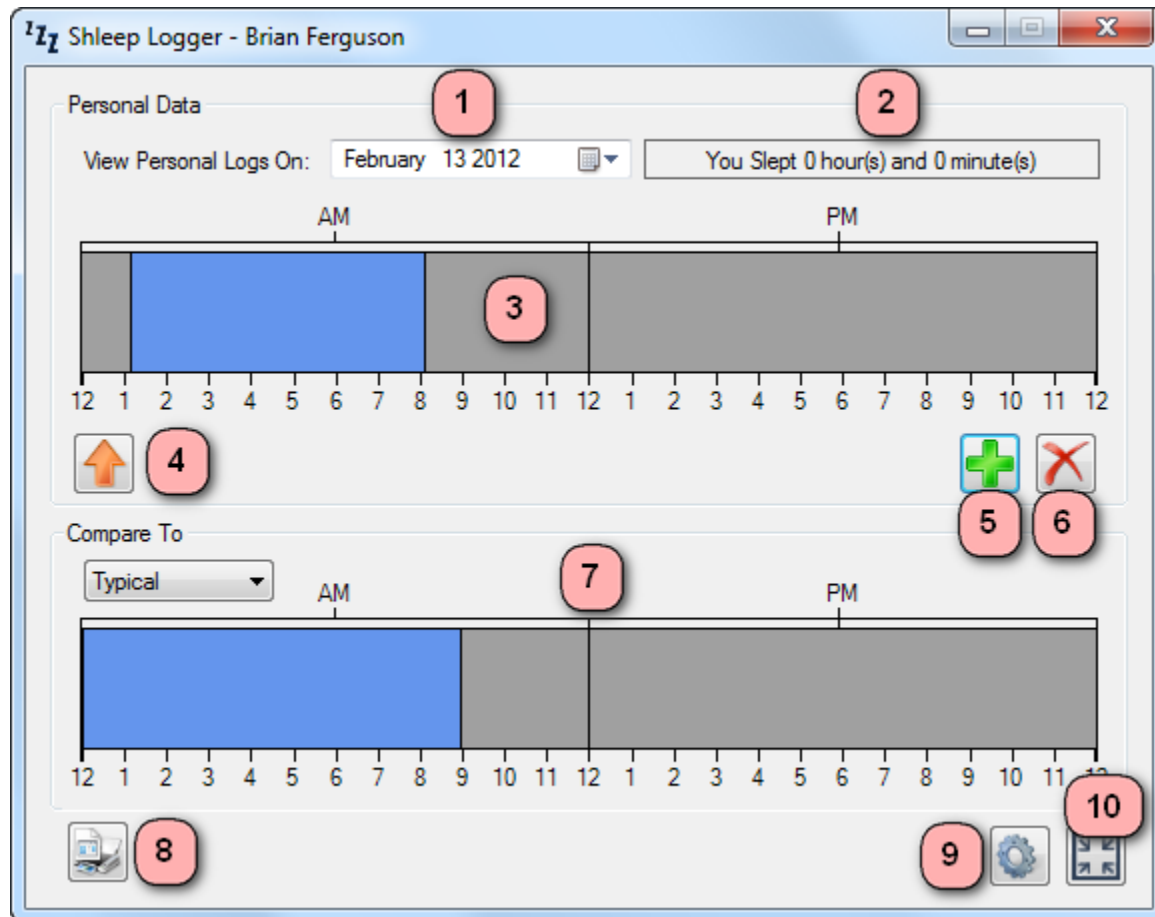 zzz Shleep Logger - Brian Ferguson
Personal Data
1
2
View Personal Logs On: February 13 2012 You Slept 0 hour(s) and 0 minute(s)
AM PM
3
12 1 2 3 4 5 6 7 8 9 10 11 12 1 2 3 4 5 6 7 8 9 10 11 12
4
5
6
Compare To
Typical
7
AM PM
12 1 2 3 4 5 6 7 8 9 10 11 12 1 2 3 4 5 6 7 8 9 10 11 12
8
9
10